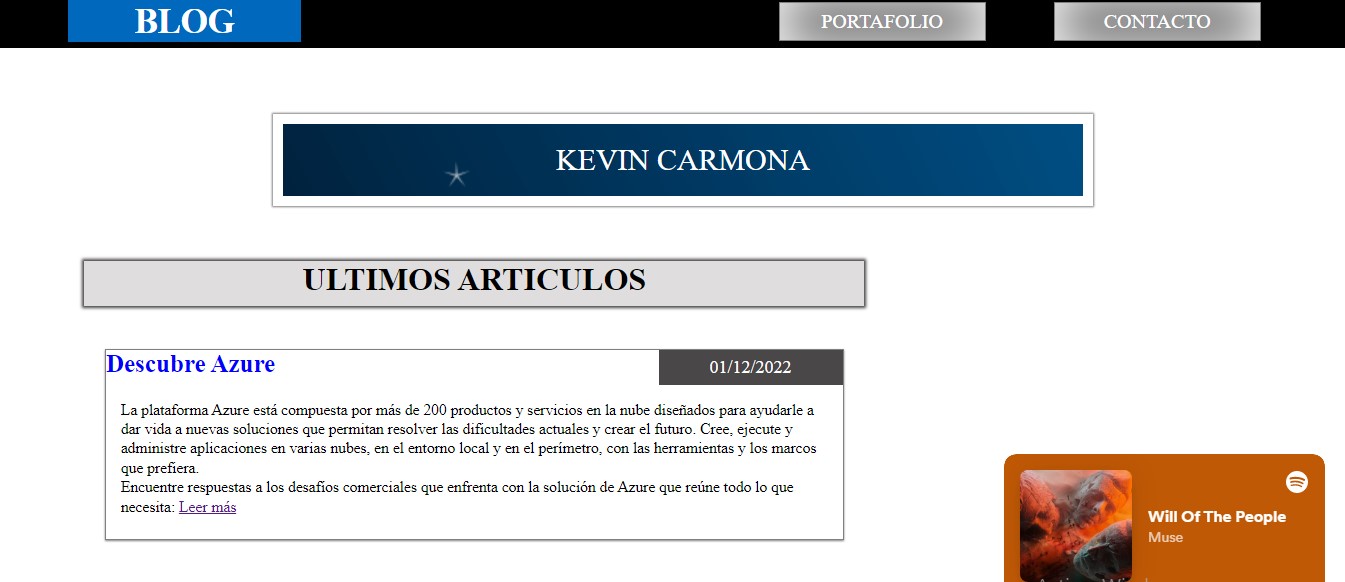 BLOG
PORTAFOLIO
CONTACTO
KEVIN CARMONA
ULTIMOS ARTICULOS
Descubre Azure
01/12/2022
La plataforma Azure está compuesta por más de 200 productos y servicios en la nube diseñados para ayudarle a
dar vida a nuevas soluciones que permitan resolver las dificultades actuales y crear el futuro. Cree, ejecute y
administre aplicaciones en varias nubes, en el entorno local y en el perímetro, con las herramientas y los marcos
que prefiera.
Encuentre respuestas a los desafíos comerciales que enfrenta con la solución de Azure que reúne todo lo que
necesita: Leer más
Will Of The People
Muse